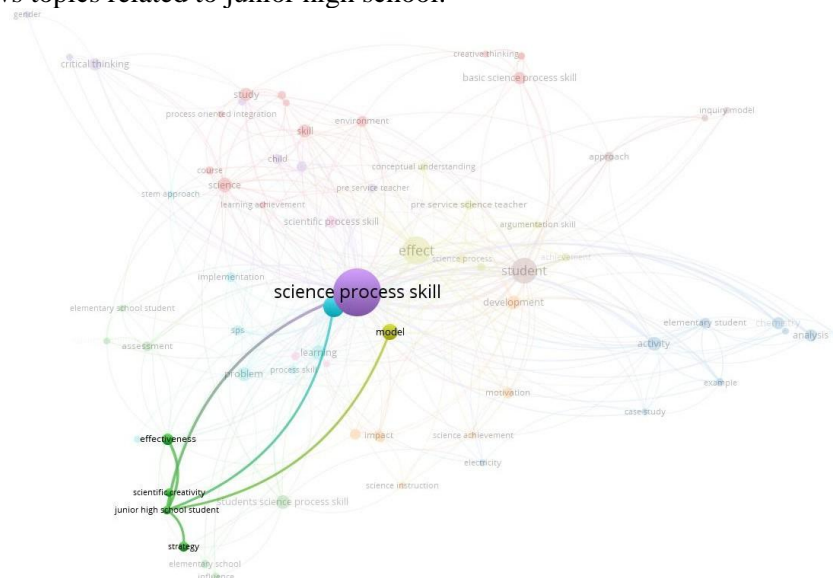 ws topics related to junior high school.
gender
critical thinking
creative thinking
basic science process skill
study
process oriented integration
environment
inquiry model
skill
child
approach
conceptual understanding
course
science
stem approach
pre service teacher
learning achievement
pre service science teacher
scientific process skill
argumentation skill
effect
science process
achievement
student
implementation
science process skill
development
elementary school student
sps
model
elementary student
chemistry
analysis
assessment
learning
activity
problem
process skill
example
motivation
case study
effectiveness
impact
science achievement
electricity
scientific creativity
science instruction
students science process skill
junior high school student
strategy
elementary school
influence